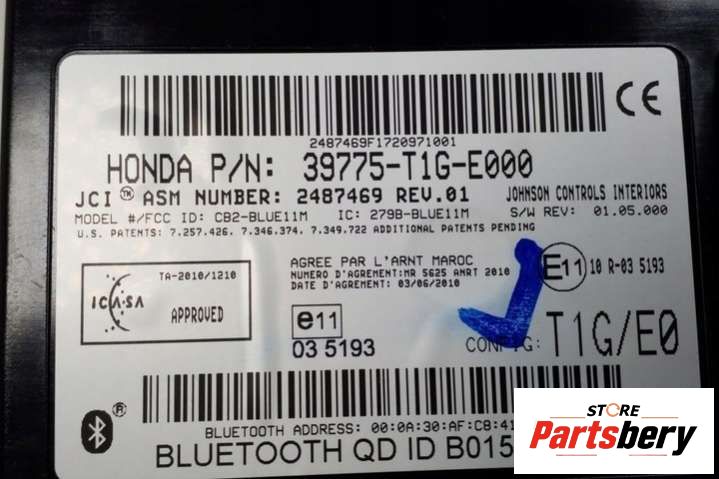 2487469F1720971001
HONDA P/N: 39775-T1G-E000
JCI TM ASM NUMBER: 2487469 REV.01 JOHNSON CONTROLS INTERIORS
MODEL #/FCC ID: CB2-BLUE11M IC: 279B-BLUE11M S/W REV: 01.05.000
U.S. PATENTS: 7.257.426. 7.346.374. 7.349.722 ADDITIONAL PATENTS PENDING
TA-2010/1210
ICASA
APPROVED
AGREE PAR L'ARNT MAROC
NUMERO D'AGREMENT:MR 5625 ANRT 2010
DATE D'AGREMENT: 03/06/2010
E11 10 R-03 5193
e11
03 5193
CONFIG: T1G/E0
BLUETOOTH ADDRESS: 00:0A:30:AF:CB:41
BLUETOOTH QD ID B015
®
CE
STORE
Partsbery